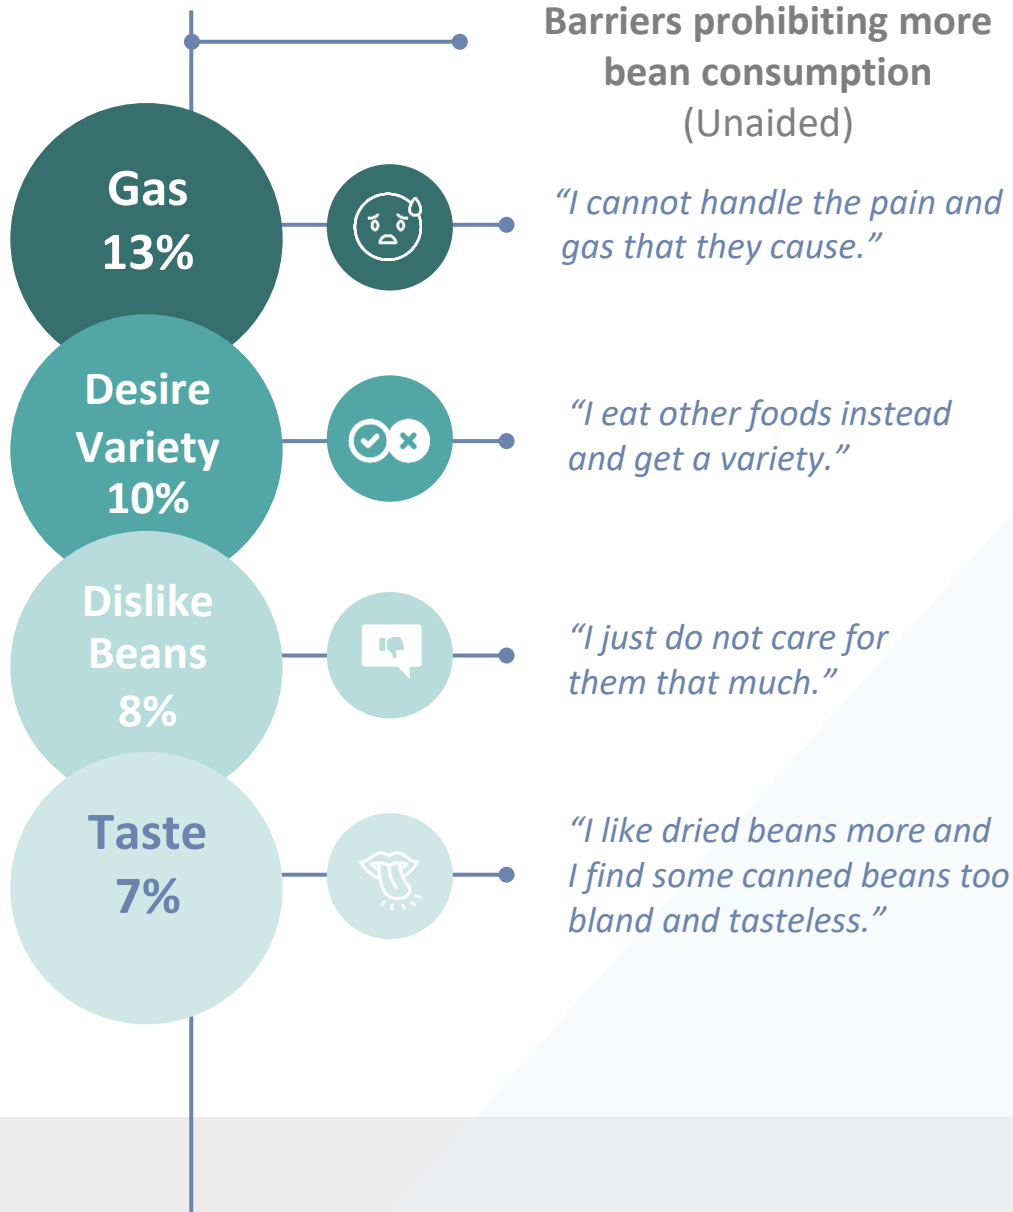 Barriers prohibiting more
bean consumption
(Unaided)
Gas
13%
“I cannot handle the pain and
gas that they cause.”
Desire
Variety
10%
“I eat other foods instead
and get a variety.”
Dislike
Beans
8%
“I just do not care for
them that much.”
Taste
7%
“I like dried beans more and
I find some canned beans too
bland and tasteless.”